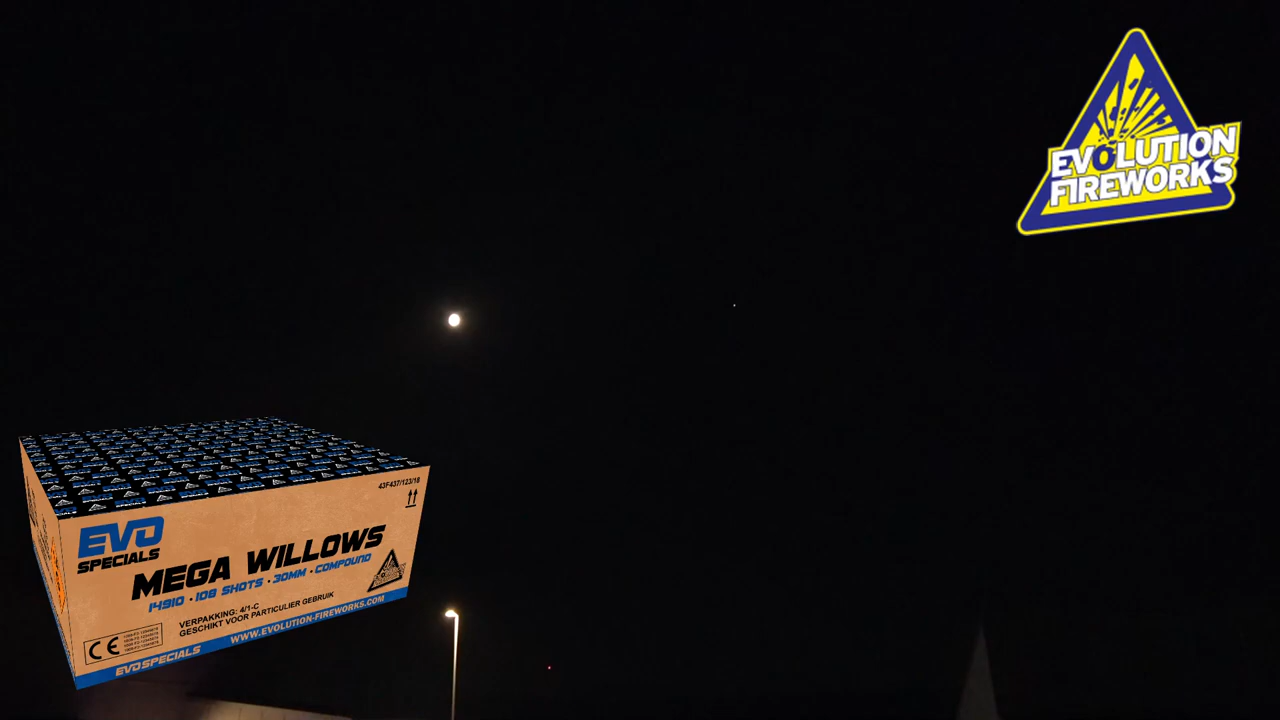 EVOLUTION
FIREWORKS
43F437/123/18
EVO
SPECIALS
MEGA WILLOWS
14910 • 108 SHOTS • 30MM • COMPOUND
VERPAKKING: 4/1-C
GESCHIKT VOOR PARTICULIER GEBRUIK
CE
WWW.EVOLUTION-FIREWORKS.COM
EVO SPECIALS